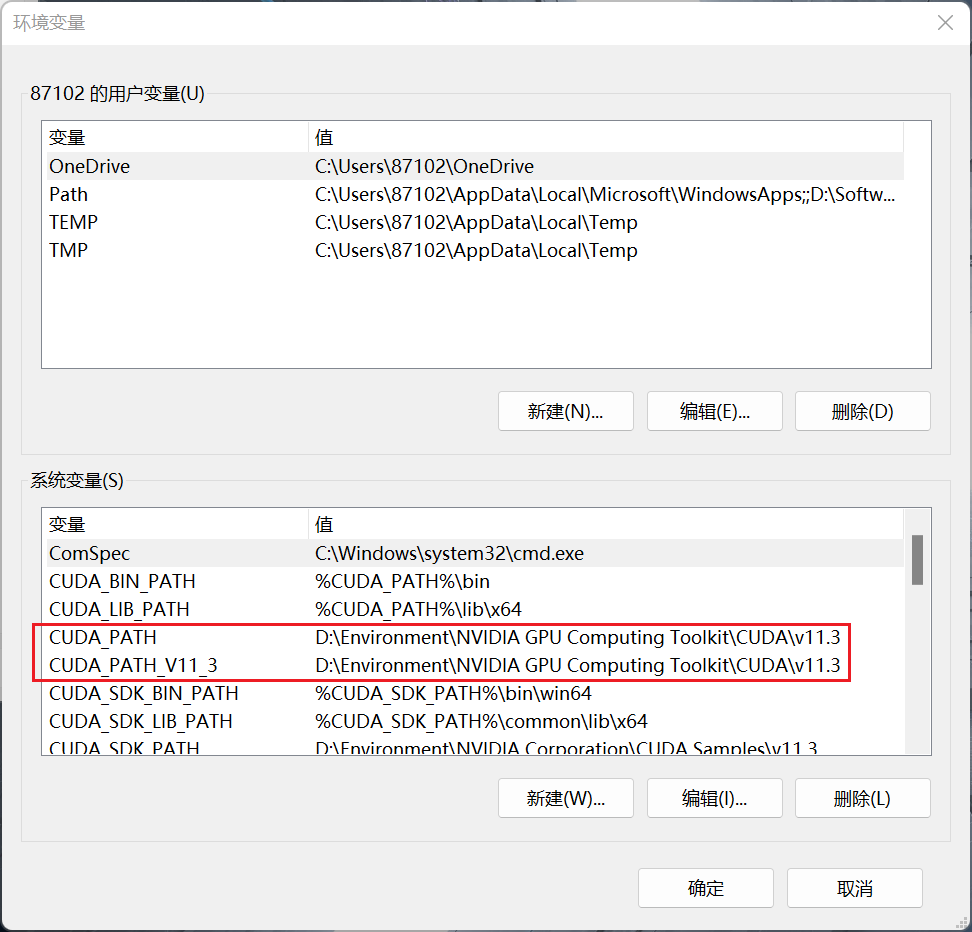 环境变量
87102 的用户变量(U)
变量 值
OneDrive C:\Users\87102\OneDrive
Path C:\Users\87102\AppData\Local\Microsoft\WindowsApps;;D:\Softw...
TEMP C:\Users\87102\AppData\Local\Temp
TMP C:\Users\87102\AppData\Local\Temp
新建(N)... 编辑(E)... 删除(D)
系统变量(S)
变量 值
ComSpec C:\Windows\system32\cmd.exe
CUDA_BIN_PATH %CUDA_PATH%\bin
CUDA_LIB_PATH %CUDA_PATH%\lib\x64
CUDA_PATH D:\Environment\NVIDIA GPU Computing Toolkit\CUDA\v11.3
CUDA_PATH_V11_3 D:\Environment\NVIDIA GPU Computing Toolkit\CUDA\v11.3
CUDA_SDK_BIN_PATH %CUDA_SDK_PATH%\bin\win64
CUDA_SDK_LIB_PATH %CUDA_SDK_PATH%\common\lib\x64
CUDA_SDK_PATH D:\Environment\NVIDIA Corporation\CUDA Samples\v11.3
新建(W)... 编辑(I)... 删除(L)
确定 取消